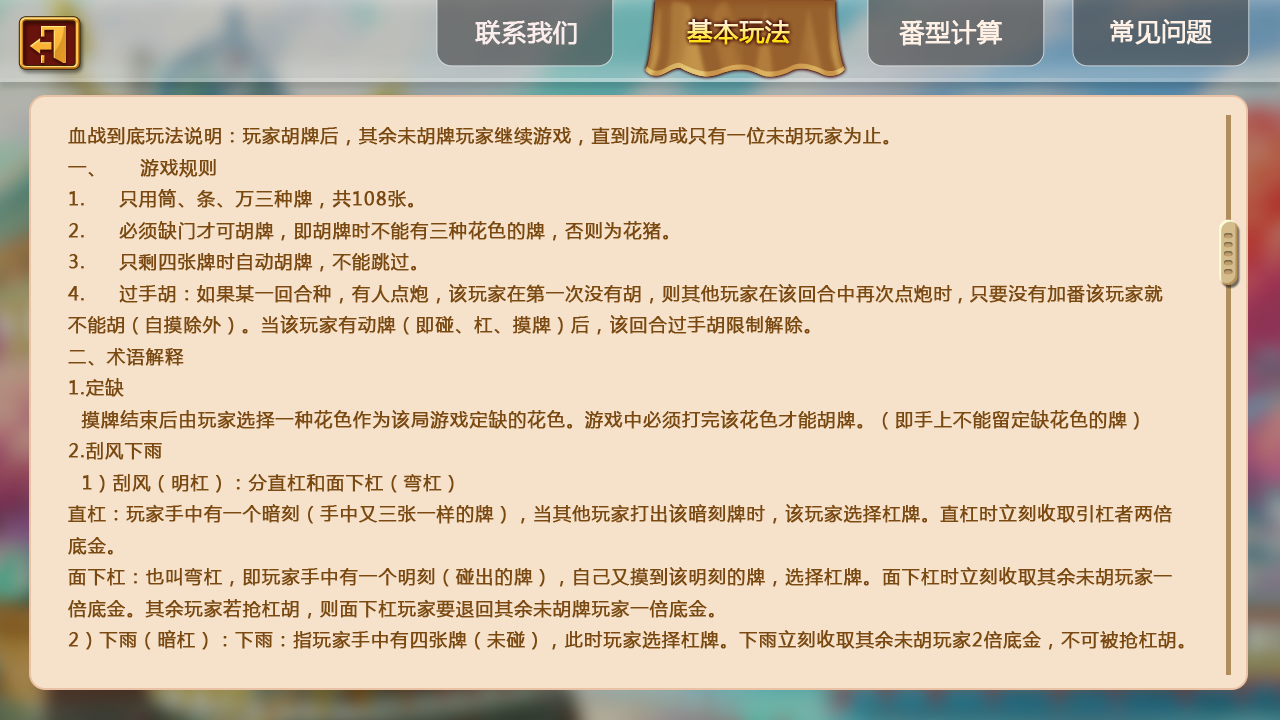 联系我们
基本玩法
番型计算
常见问题
血战到底玩法说明：玩家胡牌后，其余未胡牌玩家继续游戏，直到流局或只有一位未胡玩家为止。
一、 游戏规则
1. 只用筒、条、万三种牌，共108张。
2. 必须缺门才可胡牌，即胡牌时不能有三种花色的牌，否则为花猪。
3. 只剩四张牌时自动胡牌，不能跳过。
4. 过手胡：如果某一回合种，有人点炮，该玩家在第一次没有胡，则其他玩家在该回合中再次点炮时，只要没有加番该玩家就
不能胡（自摸除外）。当该玩家有动牌（即碰、杠、摸牌）后，该回合过手胡限制解除。
二、术语解释
1.定缺
摸牌结束后由玩家选择一种花色作为该局游戏定缺的花色。游戏中必须打完该花色才能胡牌。（即手上不能留定缺花色的牌）
2.刮风下雨
1）刮风（明杠）：分直杠和面下杠（弯杠）
直杠：玩家手中有一个暗刻（手中又三张一样的牌），当其他玩家打出该暗刻牌时，该玩家选择杠牌。直杠时立刻收取引杠者两倍
底金。
面下杠：也叫弯杠，即玩家手中有一个明刻（碰出的牌），自己又摸到该明刻的牌，选择杠牌。面下杠时立刻收取其余未胡玩家一
倍底金。其余玩家若抢杠胡，则面下杠玩家要退回其余未胡牌玩家一倍底金。
2）下雨（暗杠）：下雨：指玩家手中有四张牌（未碰），此时玩家选择杠牌。下雨立刻收取其余未胡玩家2倍底金，不可被抢杠胡。